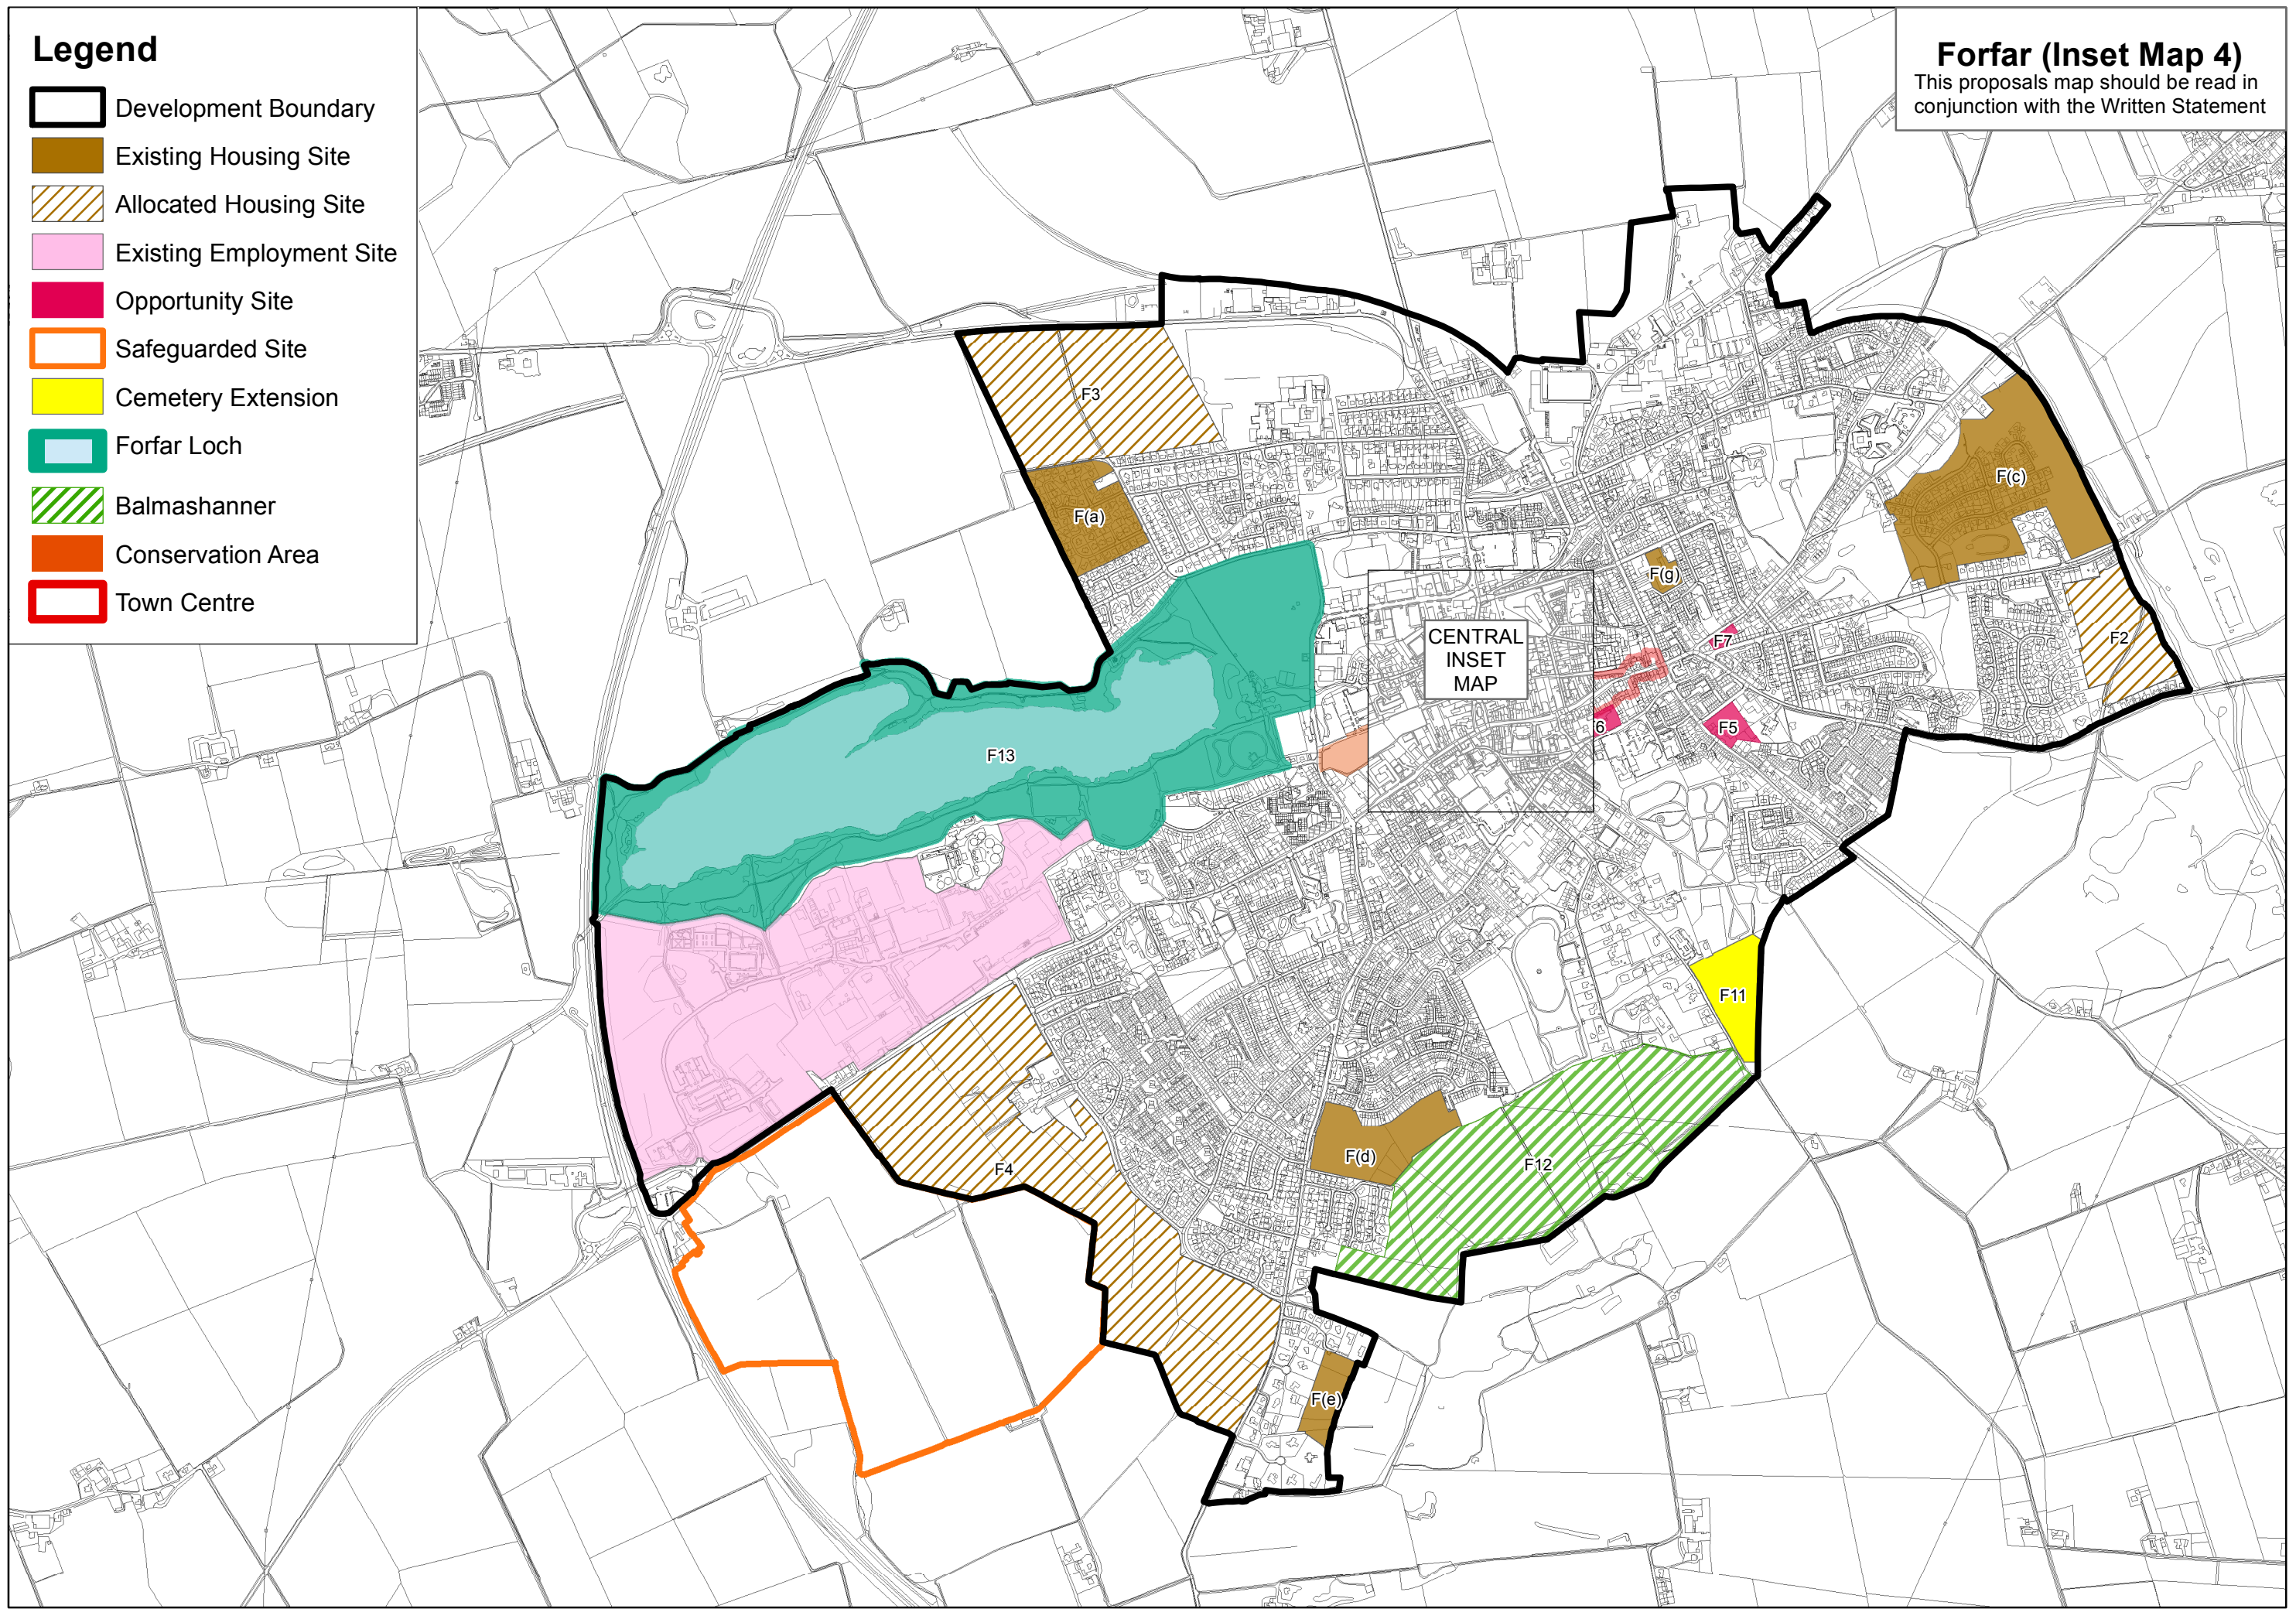 Legend
Development Boundary
Existing Housing Site
Allocated Housing Site
Existing Employment Site
Opportunity Site
Safeguarded Site
Cemetery Extension
Forfar Loch
Balmashanner
Conservation Area
Town Centre
Forfar (Inset Map 4)
This proposals map should be read in
conjunction with the Written Statement
F3
F(a)
F(c)
F(g)
F7
F2
CENTRAL
INSET
MAP
6
F5
F13
F11
F4
F(d)
F12
F(e)